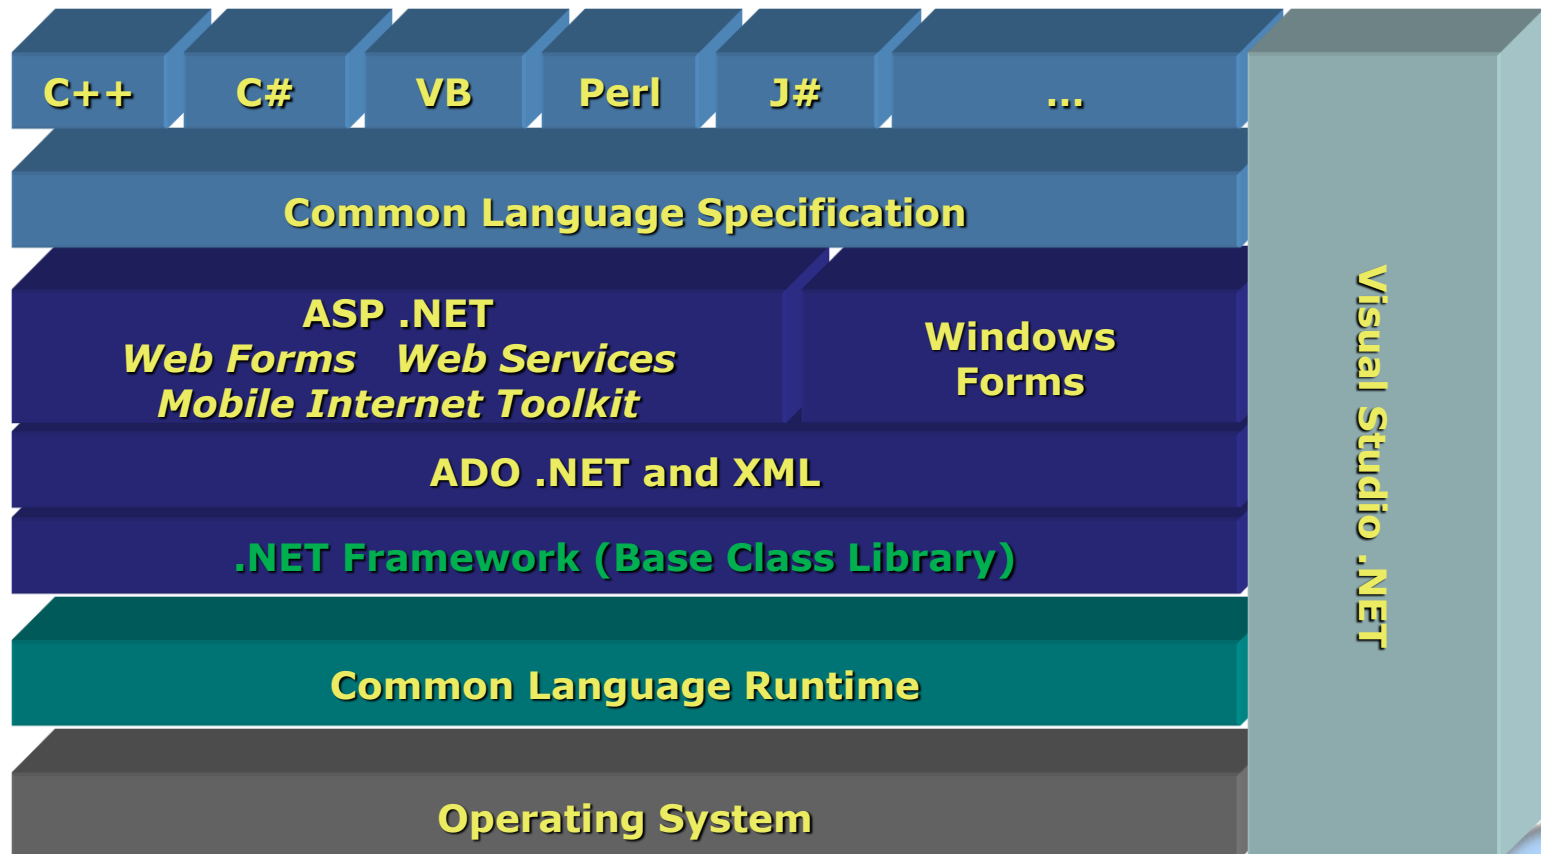 C++
C#
VB
Perl
J#
...
Common Language Specification
ASP .NET
Web Forms Web Services
Mobile Internet Toolkit
Windows
Forms
ADO .NET and XML
.NET Framework (Base Class Library)
Common Language Runtime
Operating System
Visual Studio .NET